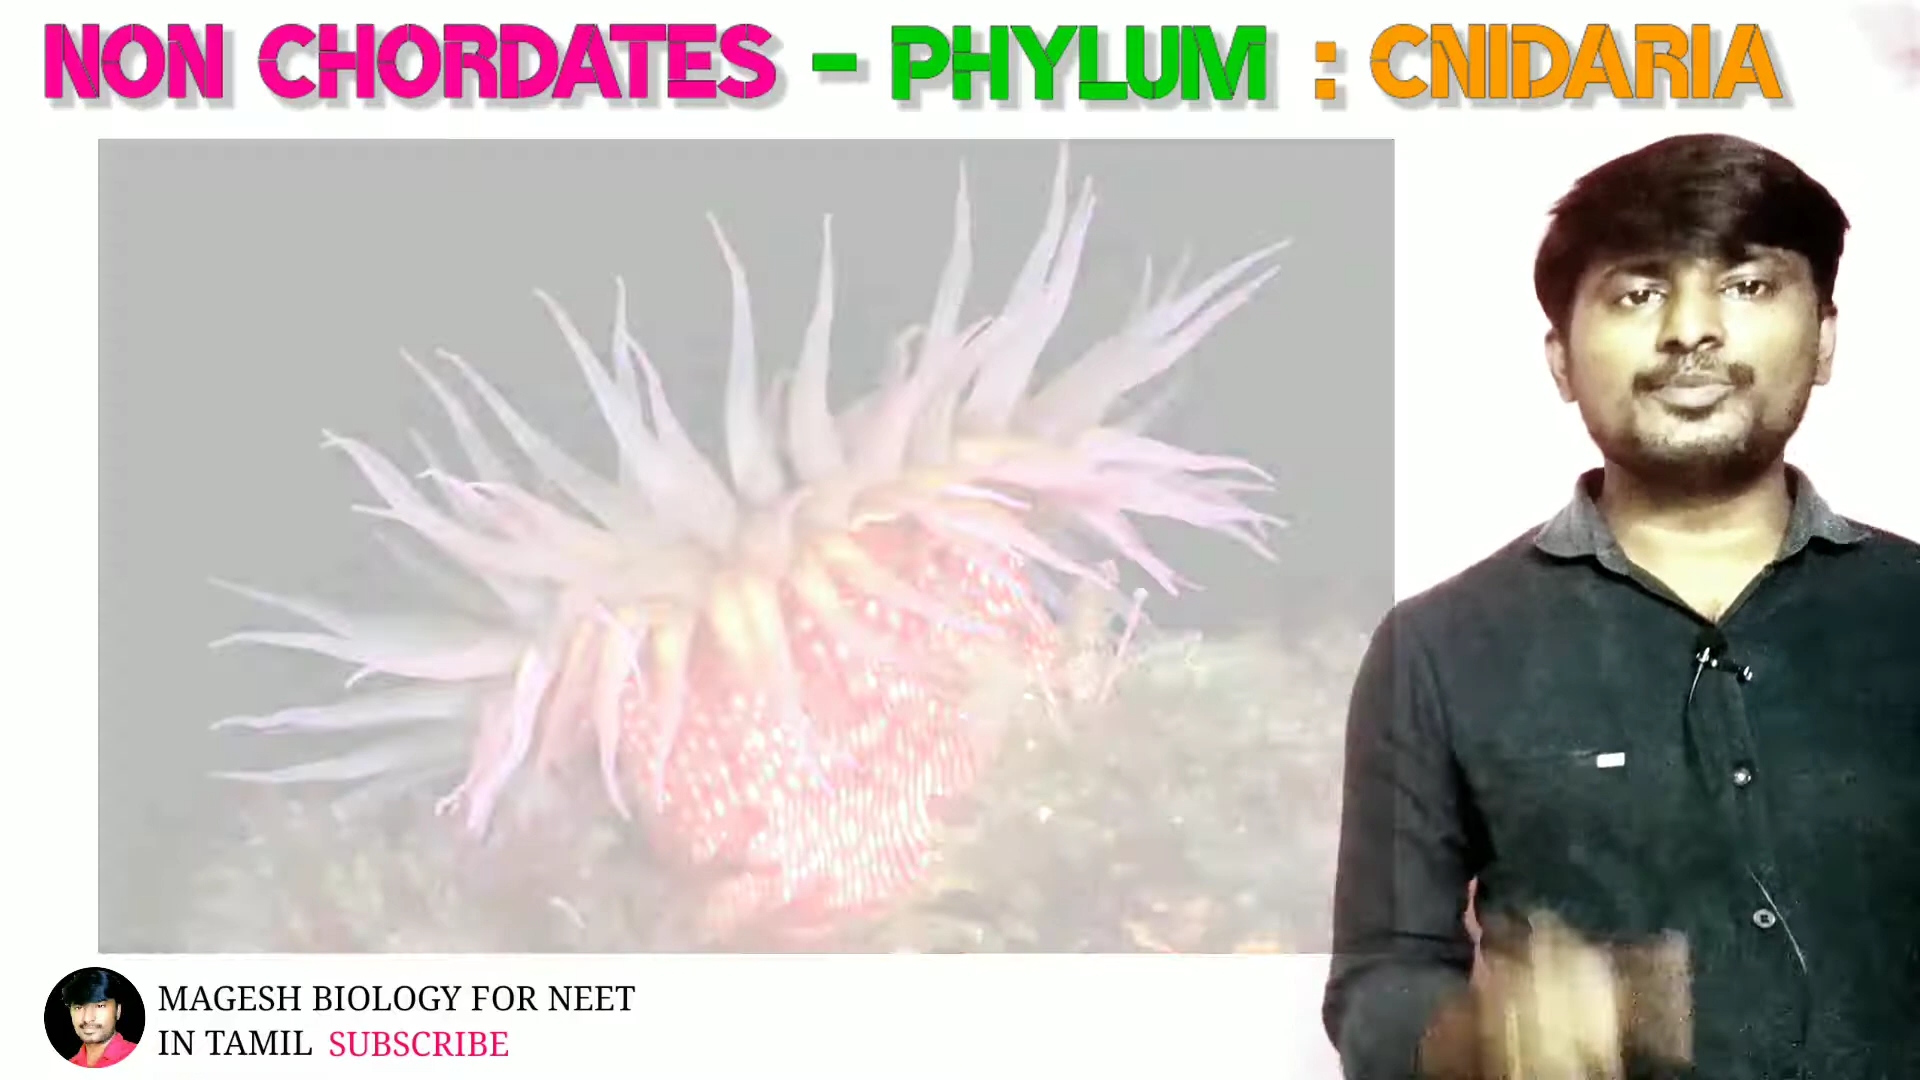 NON CHORDATES - PHYLUM : CNIDARIA
MAGESH BIOLOGY FOR NEET
IN TAMIL SUBSCRIBE